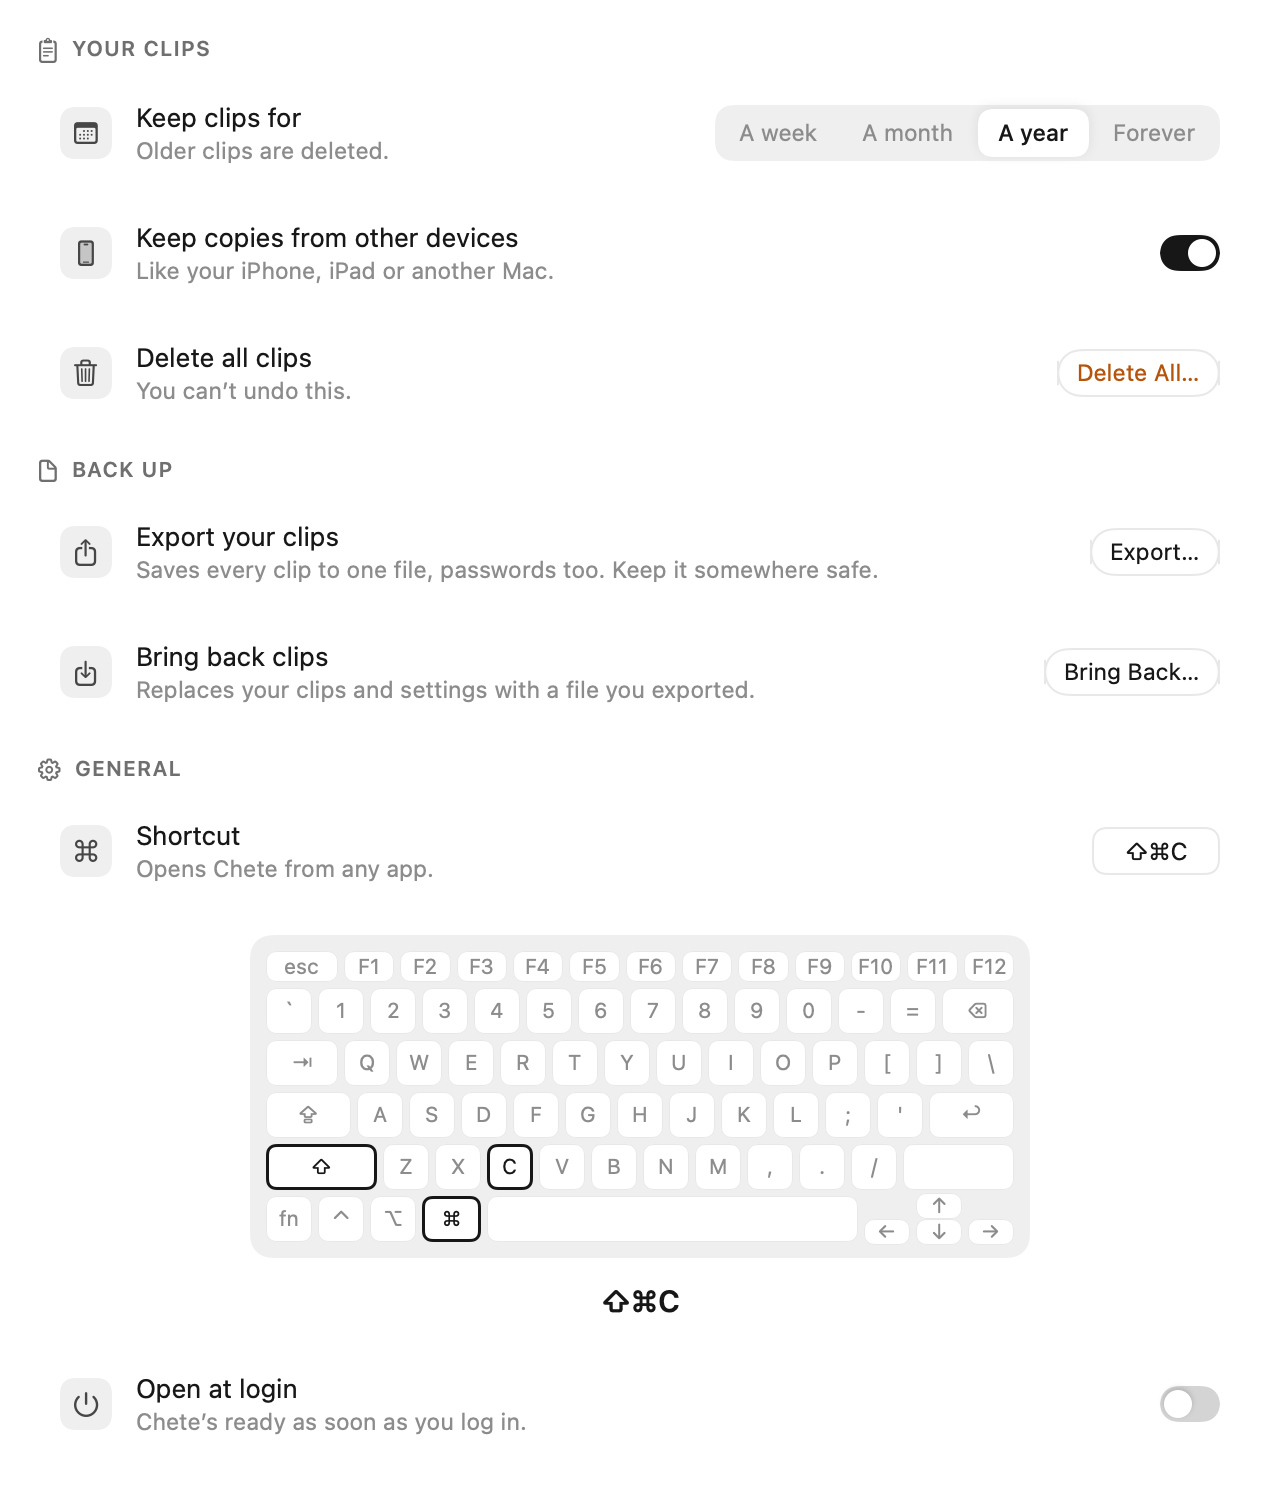 YOUR CLIPS
Keep clips for
Older clips are deleted.
A week A month A year Forever
Keep copies from other devices
Like your iPhone, iPad or another Mac.
Delete all clips
You can’t undo this.
Delete All...
BACK UP
Export your clips
Saves every clip to one file, passwords too. Keep it somewhere safe.
Export...
Bring back clips
Replaces your clips and settings with a file you exported.
Bring Back...
GENERAL
Shortcut
Opens Chete from any app.
⇧⌘C
esc F1 F2 F3 F4 F5 F6 F7 F8 F9 F10 F11 F12
` 1 2 3 4 5 6 7 8 9 0 - = ⌫
⇥ Q W E R T Y U I O P [ ] \
⇪ A S D F G H J K L ; ' ↩
⇧ Z X C V B N M , . /
fn ^ ⌥ ⌘ ← ↑ ↓ →
⇧⌘C
Open at login
Chete’s ready as soon as you log in.